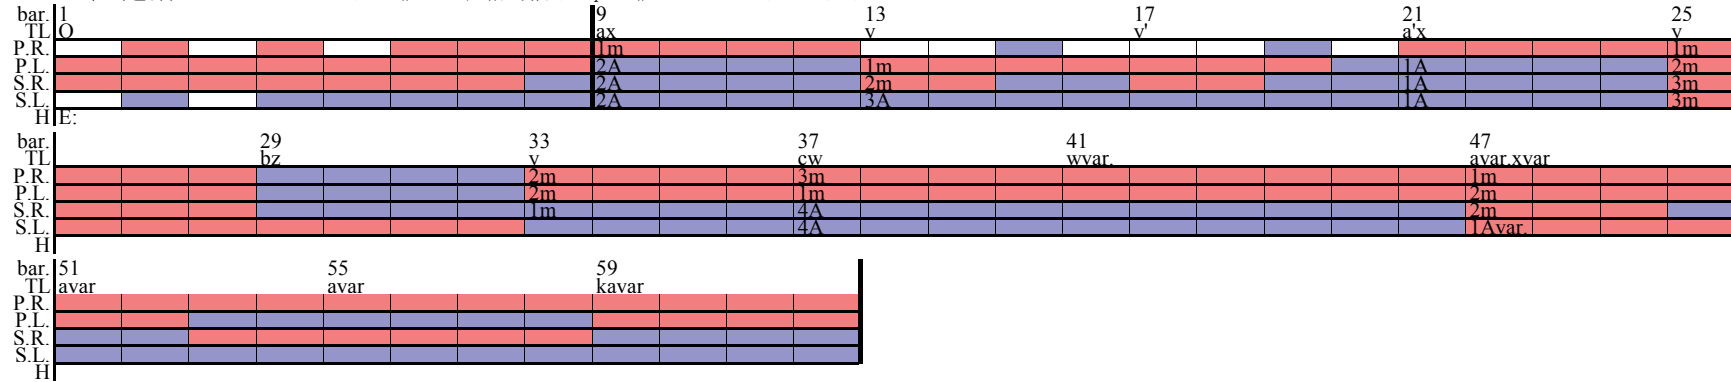 bar. 1 9 13 17 21 25
TL O ax v v' a'x v
P.R. 1m 1m
P.L. 2A 1m 1A 2m
S.R. 2A 2m 1A 3m
S.L. 2A 3A 1A 3m
H E:
bar. 29 33 37 41 47
TL bz v cw wvar. avar.xvar
P.R. 2m 3m 1m
P.L. 2m 1m 2m
S.R. 1m 4A 2m
S.L. 4A 1Avar.
H
bar. 51 55 59
TL avar avar kavar
P.R.
P.L.
S.R.
S.L.
H